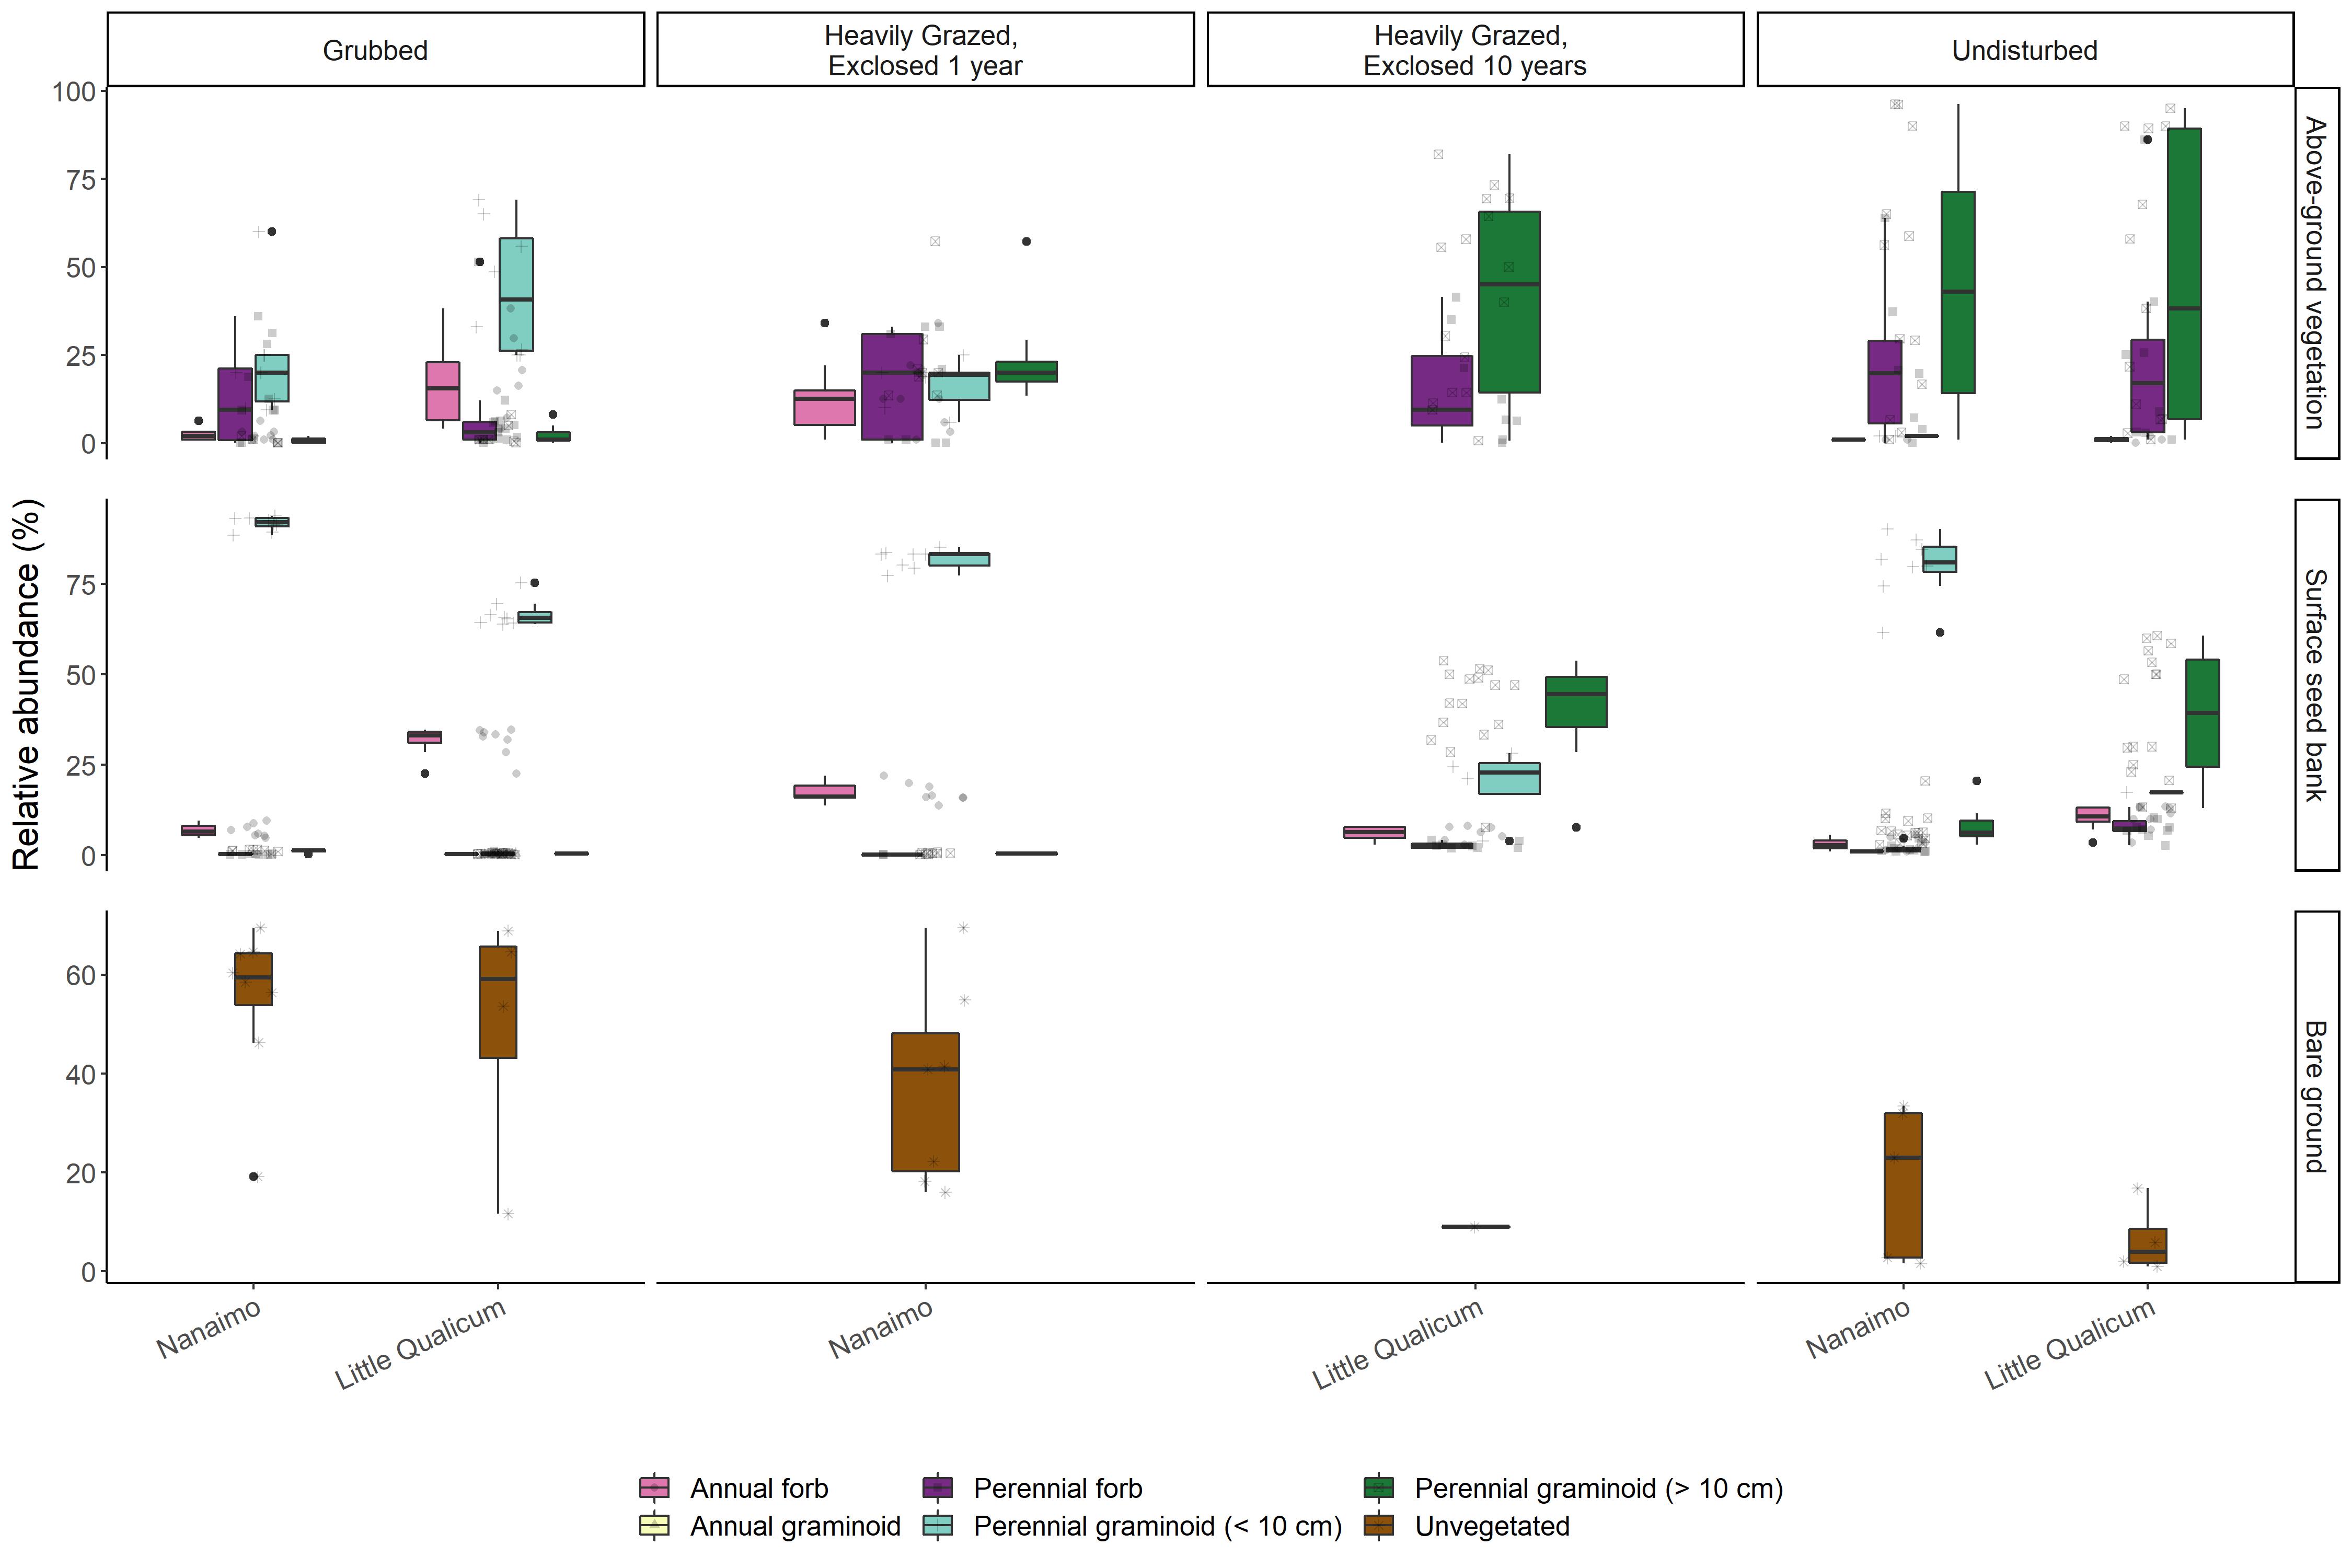 Grubbed
Heavily Grazed,
Exclosed 1 year
Heavily Grazed,
Exclosed 10 years
Undisturbed
Relative abundance (%)
100
75
50
25
0
Above-ground vegetation
75
50
25
0
Surface seed bank
60
40
20
0
Bare ground
Nanaimo
Little Qualicum
Nanaimo
Little Qualicum
Nanaimo
Little Qualicum
Annual forb
Perennial forb
Perennial graminoid (> 10 cm)
Annual graminoid
Perennial graminoid (< 10 cm)
Unvegetated